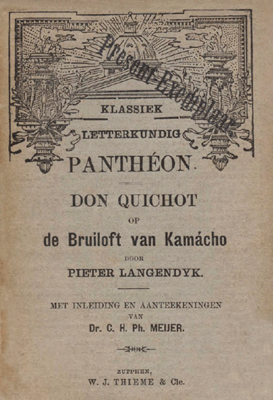 Present-Exemplaar
KLASSIEK
LETTERKUNDIG
PANTHÉON.
DON QUICHOT
OP
de Bruiloft van Kamácho
DOOR
PIETER LANGENDYK.
MET INLEIDING EN AANTEEKENINGEN
VAN
Dr. C. H. Ph. MEIJER.
ZUTPHEN,
W. J. THIEME & Cie.